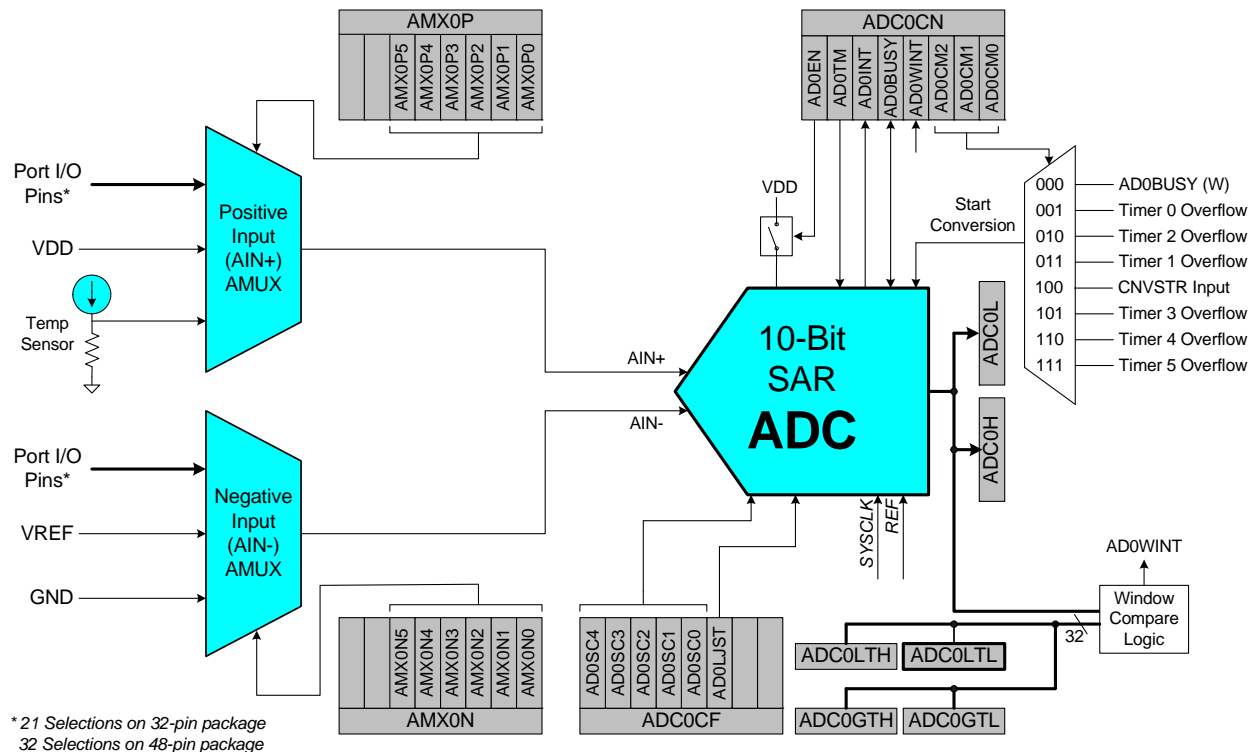 AMX0P
AMX0P5
AMX0P4
AMX0P3
AMX0P2
AMX0P1
AMX0P0
ADC0CN
AD0EN
AD0TM
AD0INT
AD0BUSY
AD0WINT
AD0CM2
AD0CM1
AD0CM0
Port I/O
Pins*
VDD
Temp
Sensor
Positive
Input
(AIN+)
AMUX
VDD
Start
Conversion
000 AD0BUSY (W)
001 Timer 0 Overflow
010 Timer 2 Overflow
011 Timer 1 Overflow
100 CNVSTR Input
101 Timer 3 Overflow
110 Timer 4 Overflow
111 Timer 5 Overflow
AIN+
AIN-
10-Bit
SAR
ADC
ADC0L
ADC0H
Port I/O
Pins*
VREF
GND
Negative
Input
(AIN-)
AMUX
SYSCLK
REF
AD0WINT
Window
Compare
Logic
32
ADC0LTH
ADC0LTL
ADC0GTH
ADC0GTL
AMX0N5
AMX0N4
AMX0N3
AMX0N2
AMX0N1
AMX0N0
AMX0N
AD0SC4
AD0SC3
AD0SC2
AD0SC1
AD0SC0
AD0LJST
ADC0CF
* 21 Selections on 32-pin package
32 Selections on 48-pin package